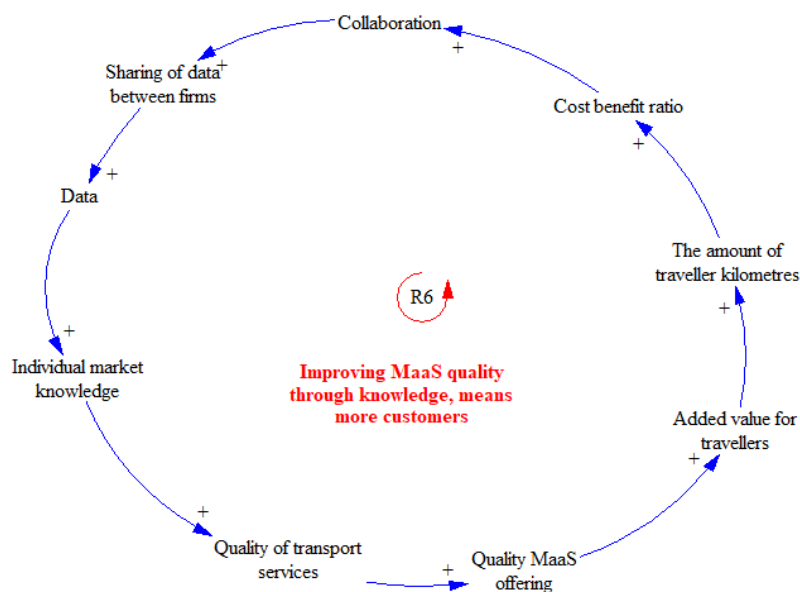 Collaboration
+
+
Sharing of data
between firms
Cost benefit ratio
+
+
Data
The amount of
traveller kilometres
+
R6
+
Individual market
knowledge
Improving MaaS quality
through knowledge, means
more customers
Added value for
travellers
+
+
Quality of transport
services
+
Quality MaaS
offering